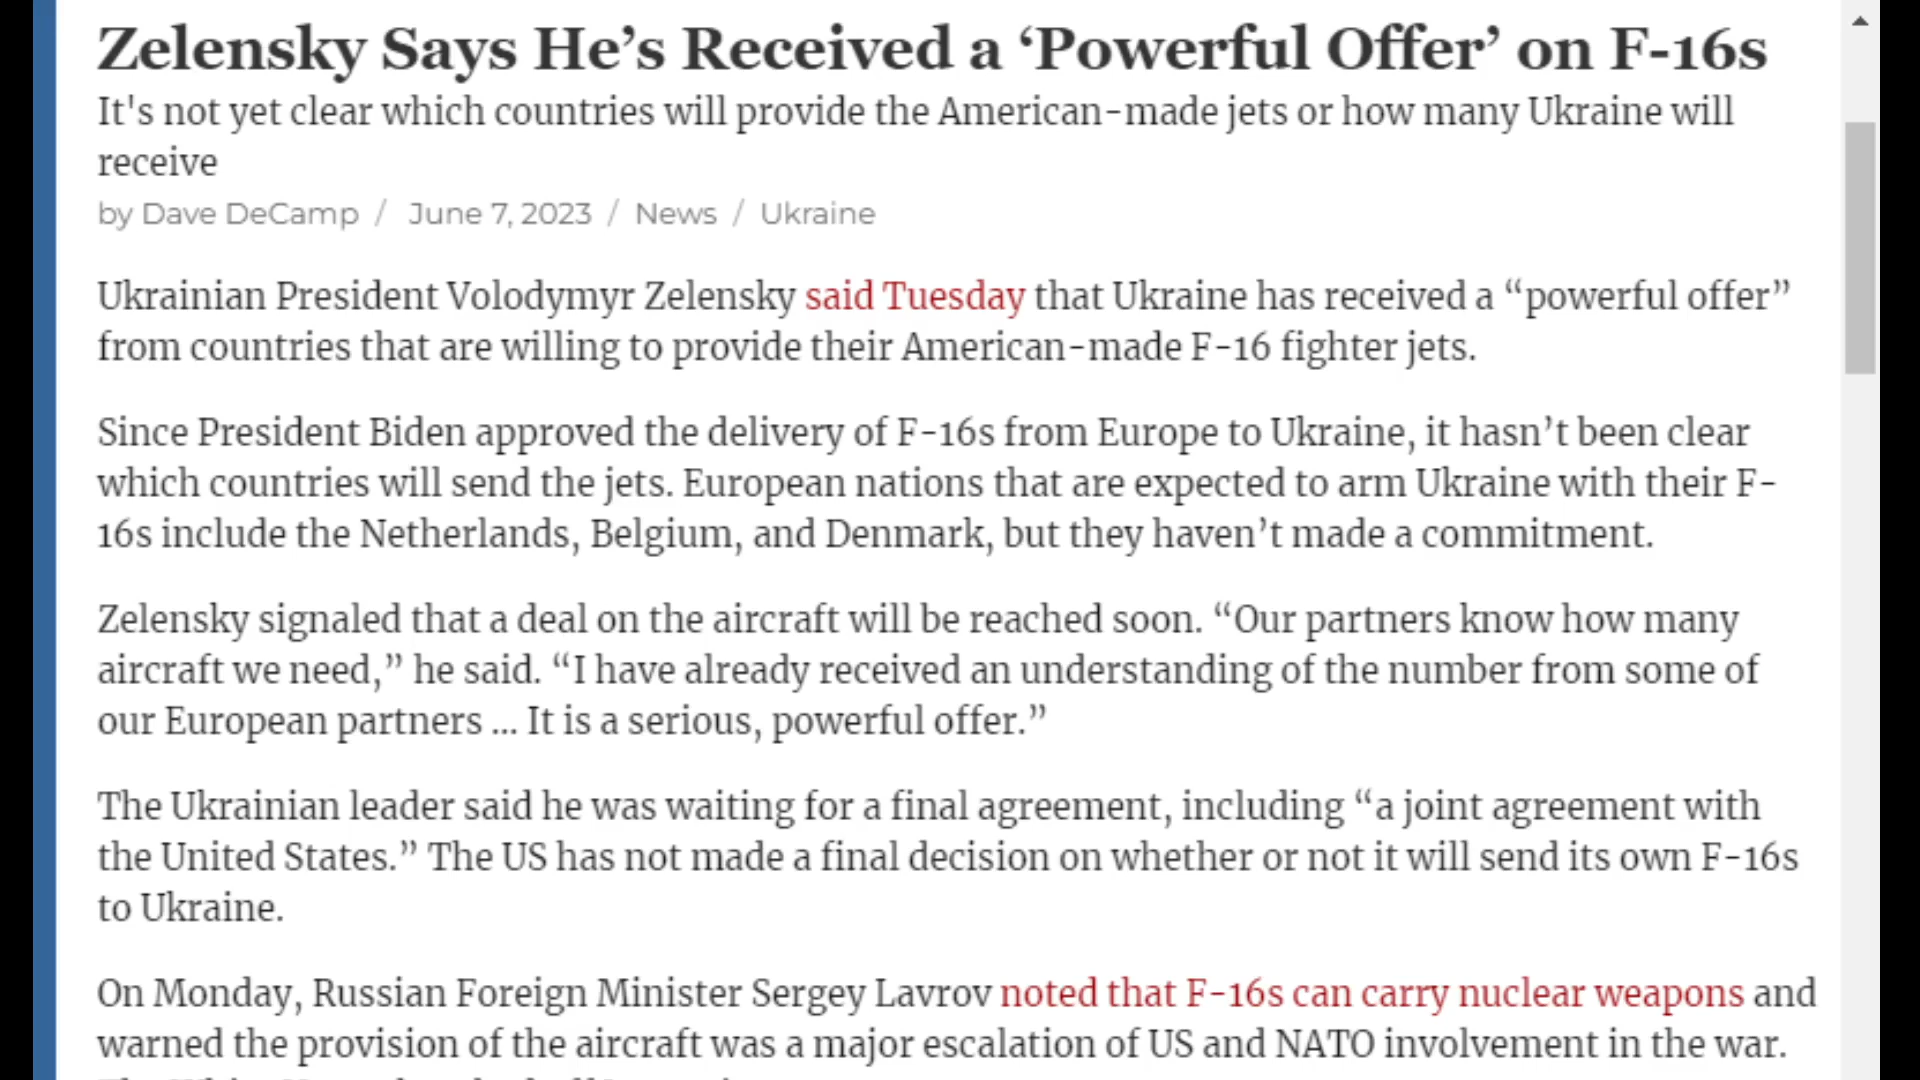 Zelensky Says He’s Received a ‘Powerful Offer’ on F-16s
It's not yet clear which countries will provide the American-made jets or how many Ukraine will
receive
by Dave DeCamp / June 7, 2023 / News / Ukraine
Ukrainian President Volodymyr Zelensky said Tuesday that Ukraine has received a “powerful offer”
from countries that are willing to provide their American-made F-16 fighter jets.
Since President Biden approved the delivery of F-16s from Europe to Ukraine, it hasn’t been clear
which countries will send the jets. European nations that are expected to arm Ukraine with their F-
16s include the Netherlands, Belgium, and Denmark, but they haven’t made a commitment.
Zelensky signaled that a deal on the aircraft will be reached soon. “Our partners know how many
aircraft we need,” he said. “I have already received an understanding of the number from some of
our European partners … It is a serious, powerful offer.”
The Ukrainian leader said he was waiting for a final agreement, including “a joint agreement with
the United States.” The US has not made a final decision on whether or not it will send its own F-16s
to Ukraine.
On Monday, Russian Foreign Minister Sergey Lavrov noted that F-16s can carry nuclear weapons and
warned the provision of the aircraft was a major escalation of US and NATO involvement in the war.